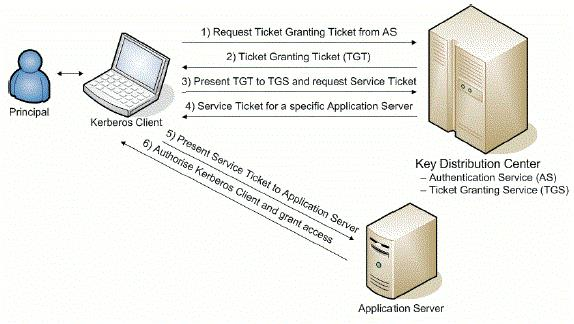 1) Request Ticket Granting Ticket from AS
2) Ticket Granting Ticket (TGT)
3) Present TGT to TGS and request Service Ticket
4) Service Ticket for a specific Application Server
Principal
Kerberos Client
5) Present Service Ticket to Application Server
6) Authorise Kerberos Client and grant access
Key Distribution Center
– Authentication Service (AS)
– Ticket Granting Service (TGS)
Application Server